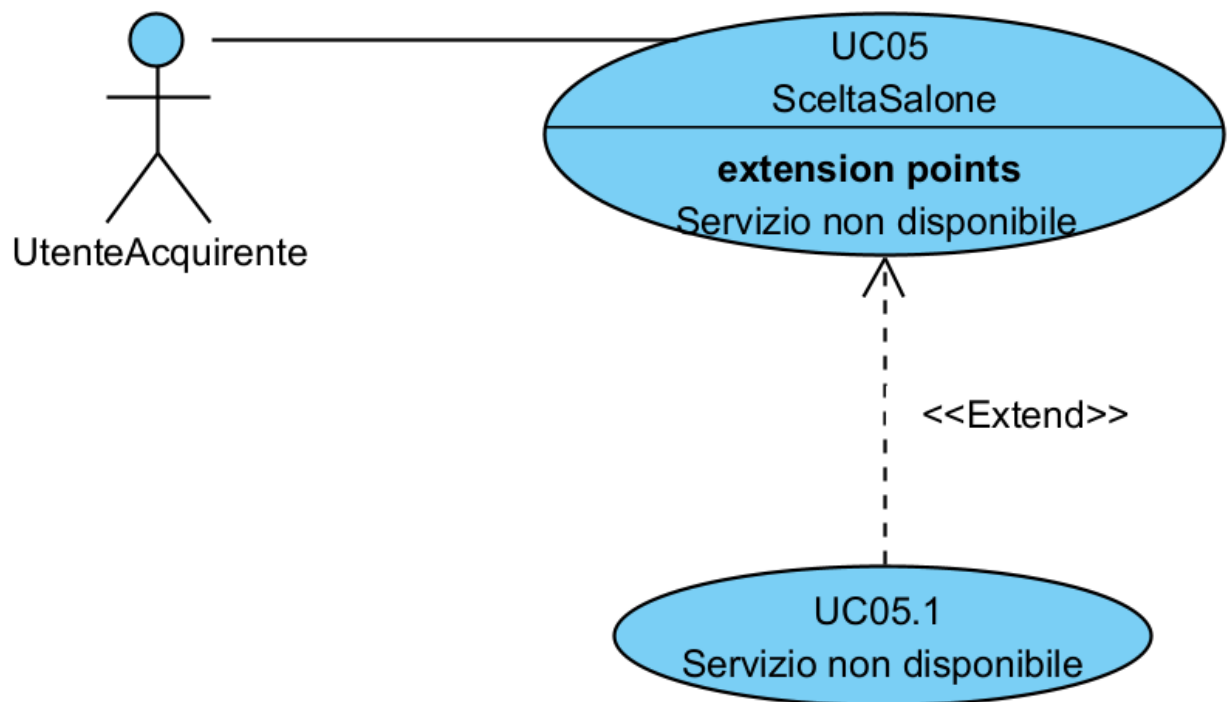 UC05
SceltaSalone
extension points
Servizio non disponibile
UtenteAcquirente
<<Extend>>
UC05.1
Servizio non disponibile